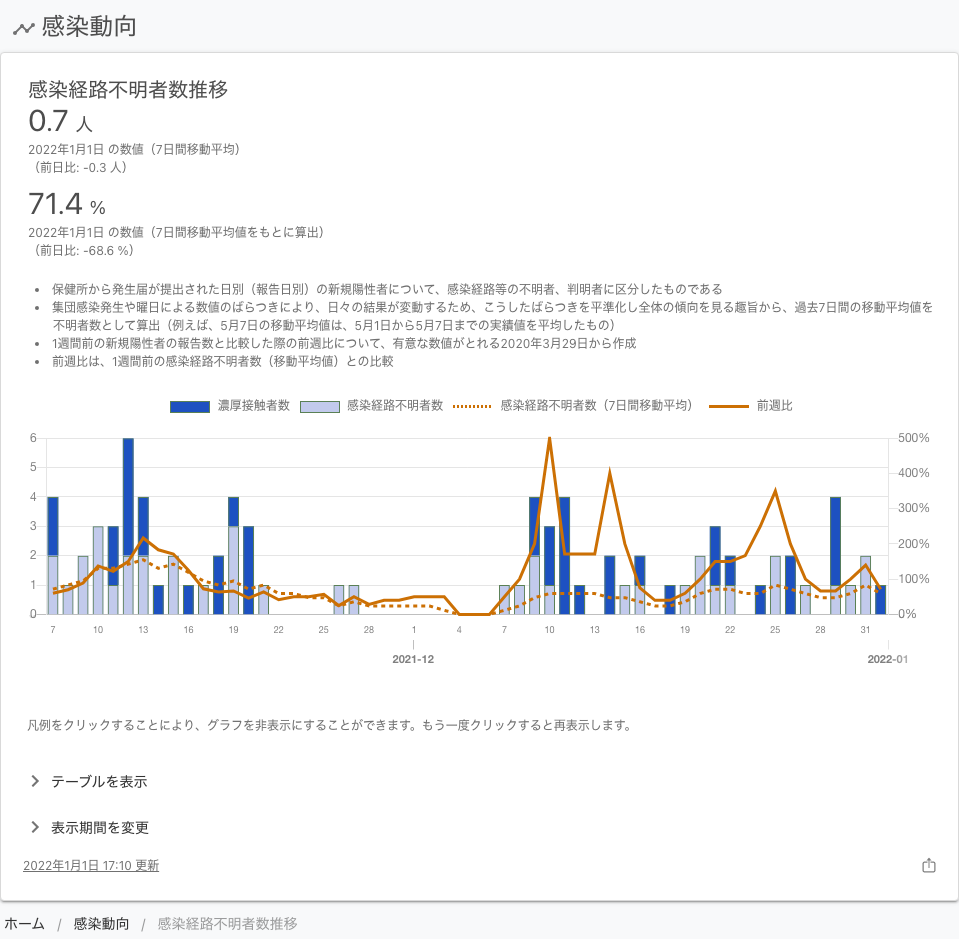 感染動向
感染経路不明者数推移
0.7 人
2022年1月1日 の数値（7日間移動平均）
（前日比: -0.3 人）
71.4 %
2022年1月1日 の数値（7日間移動平均値をもとに算出）
（前日比: -68.6 %）
• 保健所から発生届が提出された日別（報告日別）の新規陽性者について、感染経路等の不明者、判明者に区分したものである
• 集団感染発生や曜日による数値のばらつきにより、日々の結果が変動するため、こうしたばらつきを平準化し全体の傾向を見る趣旨から、過去7日間の移動平均値を
不明者数として算出（例えば、5月7日の移動平均値は、5月1日から5月7日までの実績値を平均したもの）
• 1週間前の新規陽性者の報告数と比較した際の前週比について、有意な数値がとれる2020年3月29日から作成
• 前週比は、1週間前の感染経路不明者数（移動平均値）との比較
濃厚接触者数 感染経路不明者数 感染経路不明者数（7日間移動平均） 前週比
6 500%
5 400%
4 300%
3 200%
2 100%
1 0%
0
7 10 13 16 19 22 25 28 1 4 7 10 13 16 19 22 25 28 31
2021-12 2022-01
凡例をクリックすることにより、グラフを非表示にすることができます。もう一度クリックすると再表示します。
テーブルを表示
表示期間を変更
2022年1月1日 17:10 更新
ホーム / 感染動向 / 感染経路不明者数推移